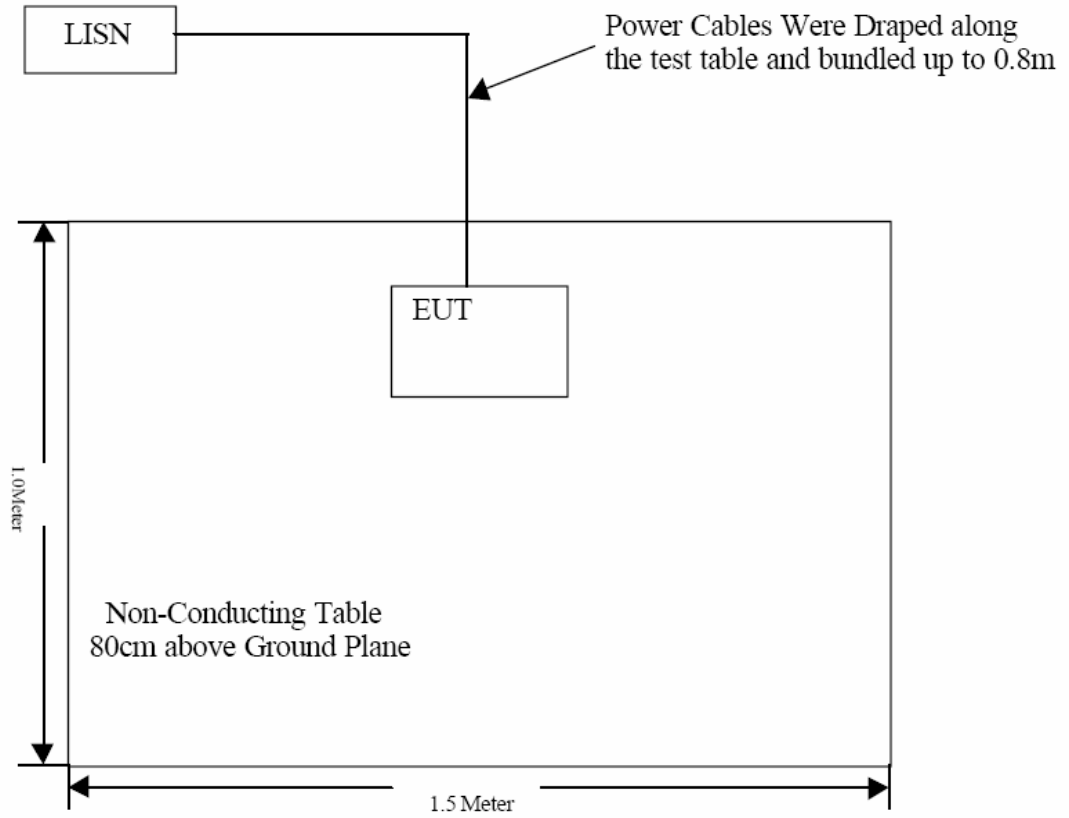 LISN
Power Cables Were Draped along
the test table and bundled up to 0.8m
EUT
1.0Meter
Non-Conducting Table
80cm above Ground Plane
1.5 Meter